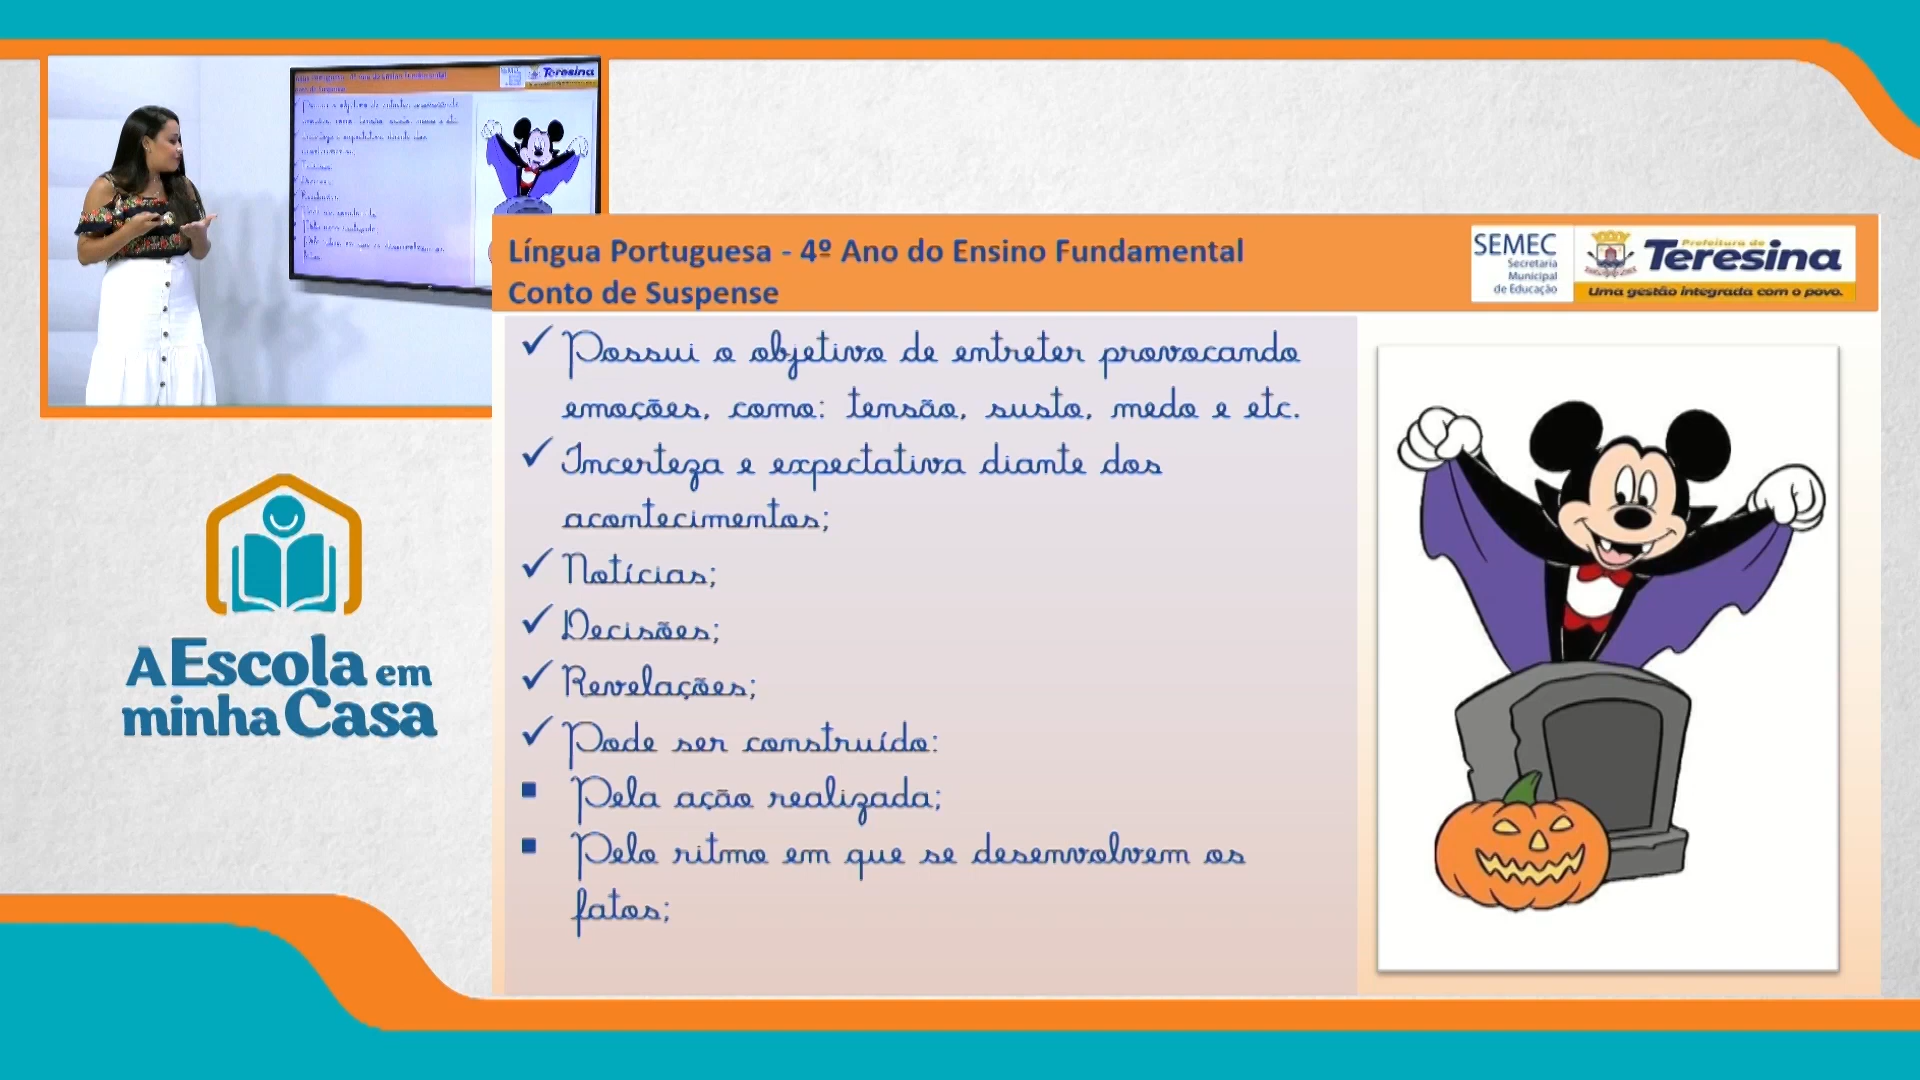 Língua Portuguesa - 4º Ano do Ensino Fundamental
Conto de Suspense
SEMEC
Secretaria
Municipal
de Educação
Prefeitura de
Teresina
Uma gestão integrada com o povo.
✓ Possui o objetivo de entreter provocando
emoções, como: tensão, susto, medo e etc.
✓ Incerteza e expectativa diante dos
acontecimentos;
✓ Notícias;
✓ Decisões;
✓ Revelações;
✓ Pode ser construído:
▪ Pela ação realizada;
▪ Pelo ritmo em que se desenvolvem os
fatos;
A Escola em
minha Casa
Teresina